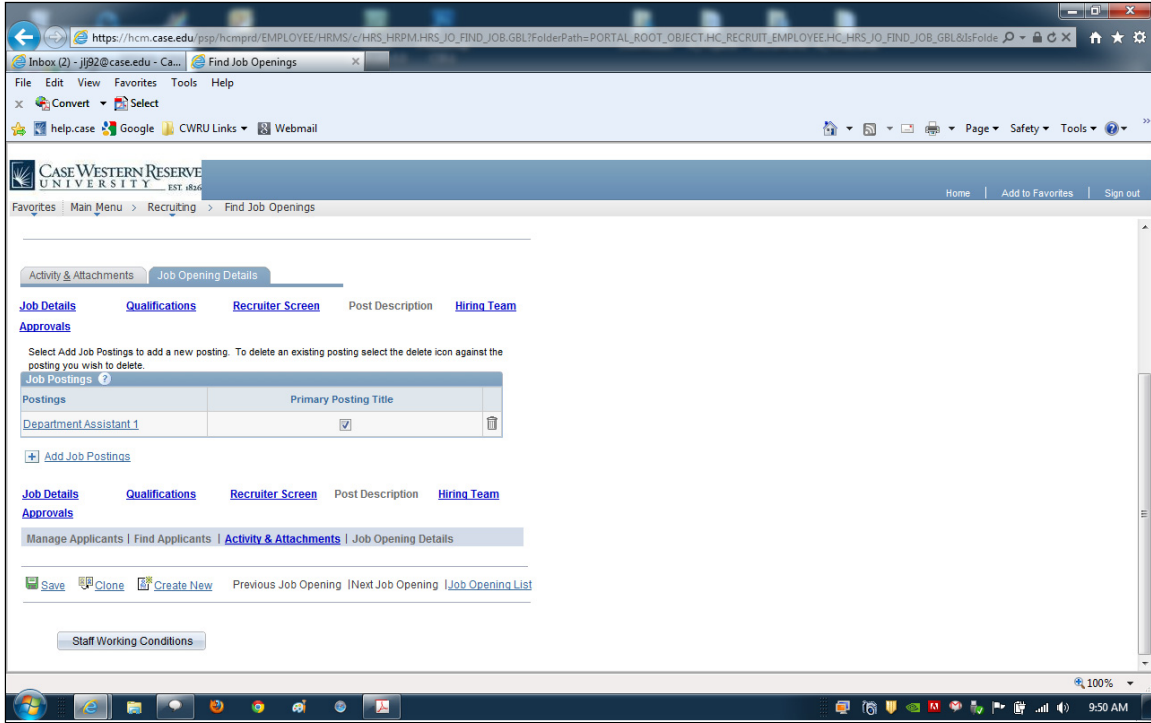 https://hcm.case.edu/psp/hcmprd/EMPLOYEE/HRMS/c/HRS_HRPM.HRS_JO_FIND_JOB.GBL?FolderPath=PORTAL_ROOT_OBJECT.HC_RECRUIT_EMPLOYEE.HC_HRS_JO_FIND_JOB_GBL&IsFolde
Inbox (2) - jlj92@case.edu - Ca... Find Job Openings
File Edit View Favorites Tools Help
Convert Select
help.case Google CWRU Links Webmail Page Safety Tools
CASE WESTERN RESERVE
UNIVERSITY EST. 1826
Home | Add to Favorites | Sign out
Favorites Main Menu > Recruiting > Find Job Openings
Activity & Attachments Job Opening Details
Job Details Qualifications Recruiter Screen Post Description Hiring Team
Approvals
Select Add Job Postings to add a new posting. To delete an existing posting select the delete icon against the
posting you wish to delete.
Job Postings ?
Postings Primary Posting Title
Department Assistant 1
+ Add Job Postings
Job Details Qualifications Recruiter Screen Post Description Hiring Team
Approvals
Manage Applicants | Find Applicants | Activity & Attachments | Job Opening Details
Save Clone Create New Previous Job Opening |Next Job Opening |Job Opening List
Staff Working Conditions
100%
9:50 AM